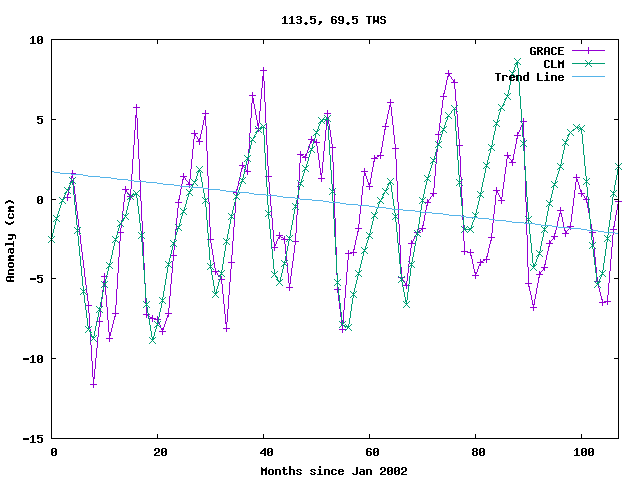 113.5, 69.5 TWS
GRACE
CLM
Trend Line
10
5
0
-5
-10
-15
Anomaly (cm)
0 20 40 60 80 100
Months since Jan 2002